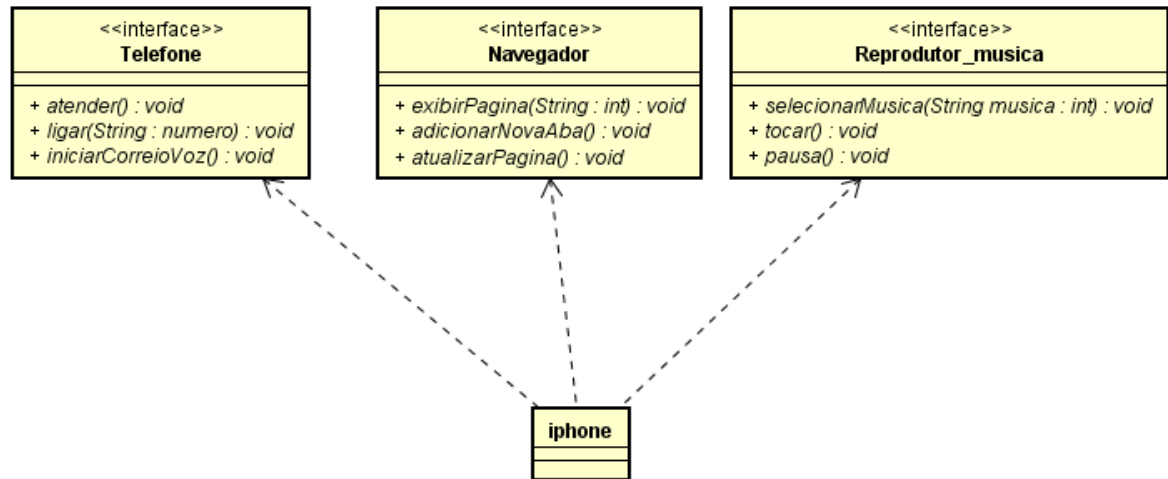 <<interface>>
Telefone
+ atender() : void
+ ligar(String : numero) : void
+ iniciarCorreioVoz() : void
<<interface>>
Navegador
+ exibirPagina(String : int) : void
+ adicionarNovaAba() : void
+ atualizarPagina() : void
<<interface>>
Reprodutor_musica
+ selecionarMusica(String musica : int) : void
+ tocar() : void
+ pausa() : void
iphone